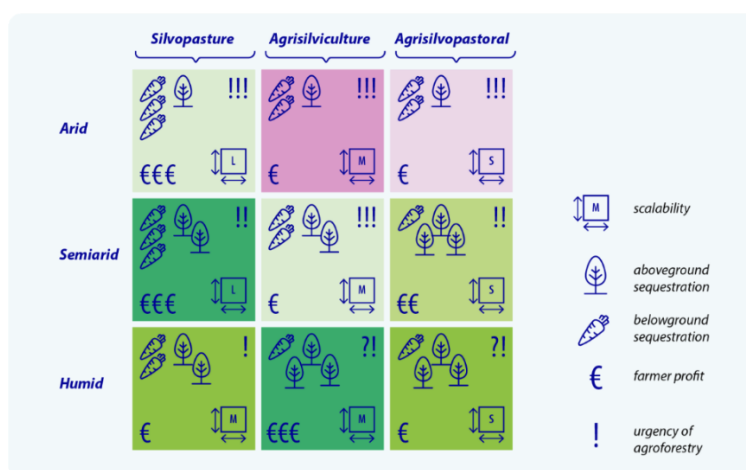 Silvopasture Agrisilviculture Agrisilvopastoral
Arid
!!! !!! !!!
€€€ L € M € S
Semiarid
!! !!! !!
€€€ L € M €€ S
Humid
! ?! ?!
€ M €€€ M € S
M scalability
aboveground
sequestration
belowground
sequestration
€ farmer profit
! urgency of
agroforestry